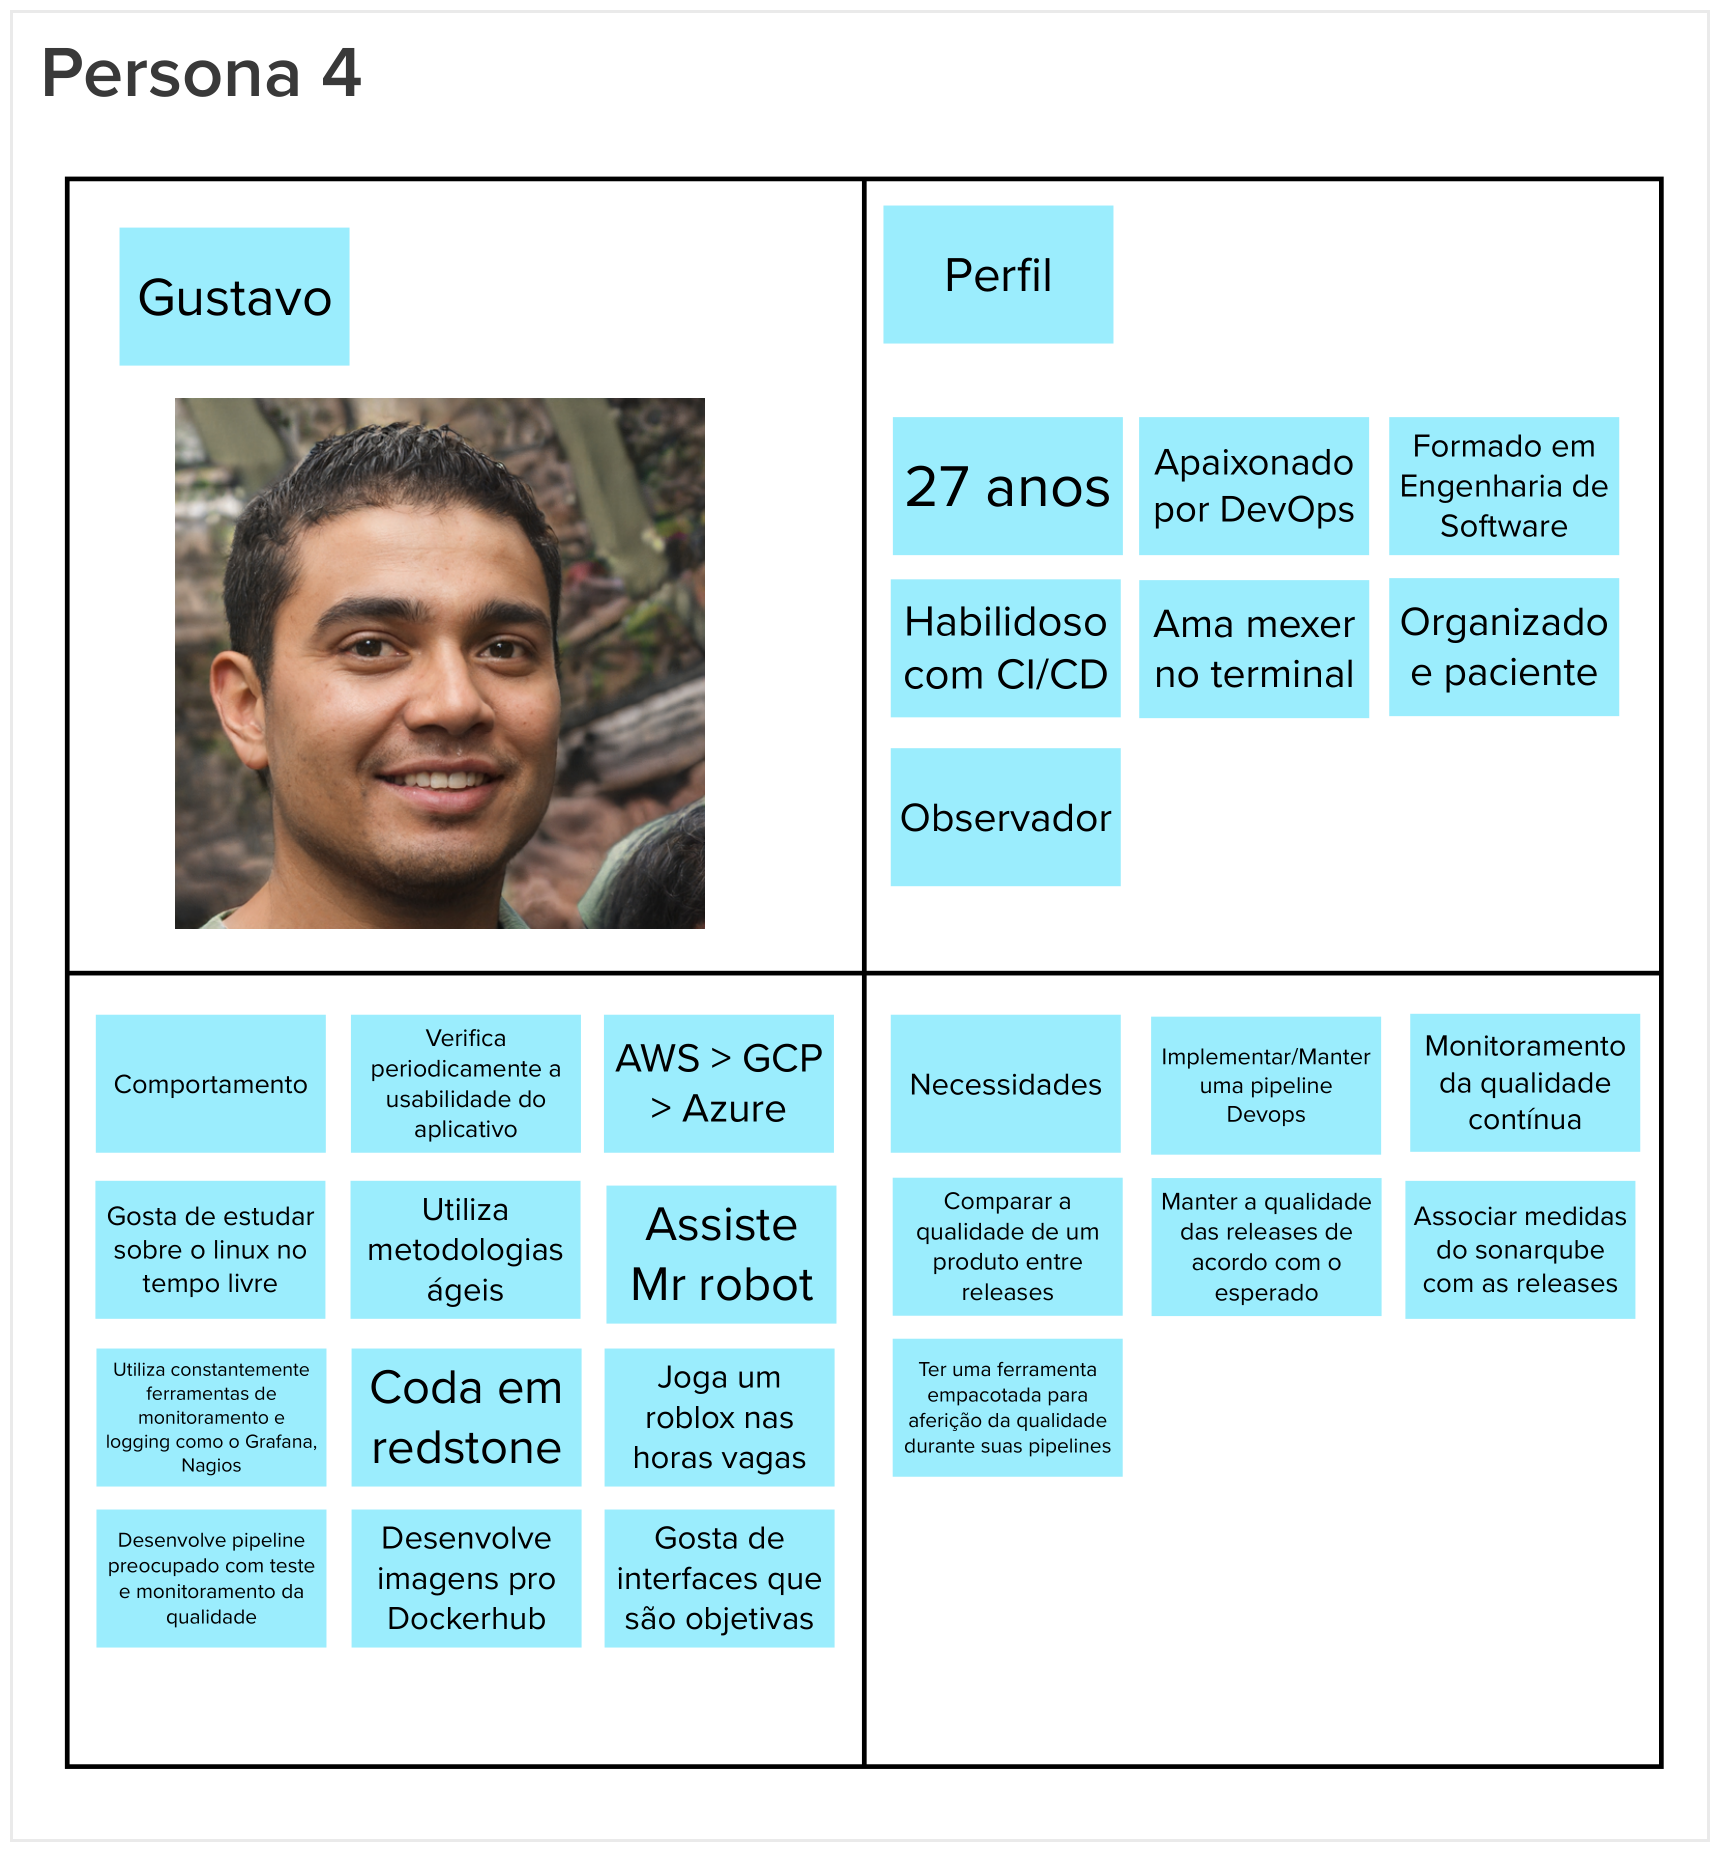 Persona 4
Gustavo
Perfil
27 anos
Apaixonado
por DevOps
Formado em
Engenharia de
Software
Habilidoso
com CI/CD
Ama mexer
no terminal
Organizado
e paciente
Observador
Comportamento
Verifica
periodicamente a
usabilidade do
aplicativo
AWS > GCP
> Azure
Gosta de estudar
sobre o linux no
tempo livre
Utiliza
metodologias
ágeis
Assiste
Mr robot
Utiliza constantemente
ferramentas de
monitoramento e
logging como o Grafana,
Nagios
Coda em
redstone
Joga um
roblox nas
horas vagas
Desenvolve pipeline
preocupado com teste
e monitoramento da
qualidade
Desenvolve
imagens pro
Dockerhub
Gosta de
interfaces que
são objetivas
Necessidades
Implementar/Manter
uma pipeline
Devops
Monitoramento
da qualidade
contínua
Comparar a
qualidade de um
produto entre
releases
Manter a qualidade
das releases de
acordo com o
esperado
Associar medidas
do sonarqube
com as releases
Ter uma ferramenta
empacotada para
aferição da qualidade
durante suas pipelines